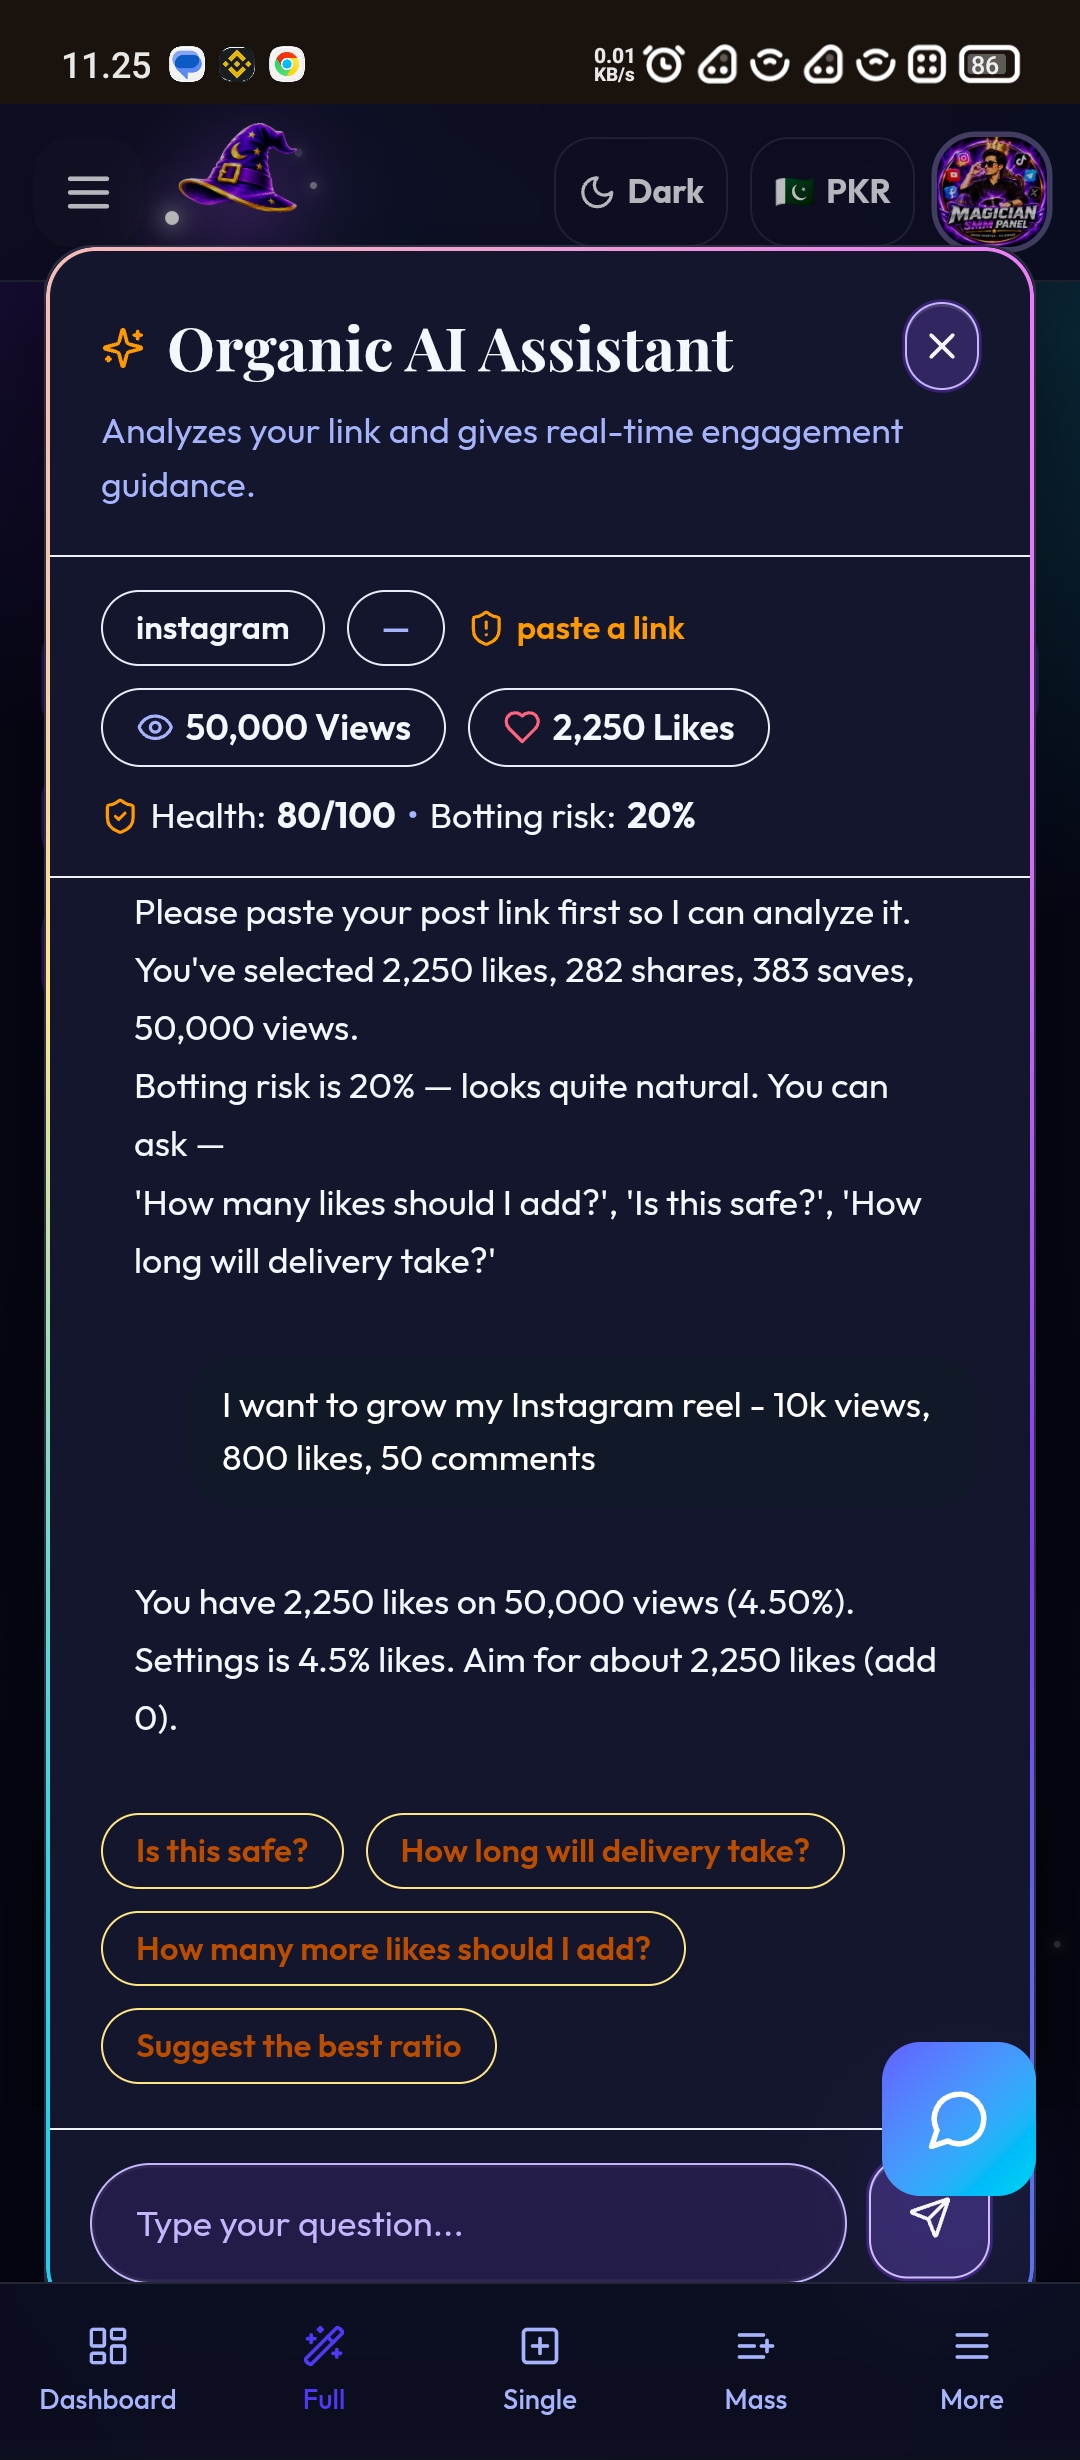 11.25
0.01
KB/s
86
Dark
PKR
MAGICIAN
SMM PANEL
Organic AI Assistant
Analyzes your link and gives real-time engagement
guidance.
instagram
—
paste a link
50,000 Views
2,250 Likes
Health: 80/100 • Botting risk: 20%
Please paste your post link first so I can analyze it.
You've selected 2,250 likes, 282 shares, 383 saves,
50,000 views.
Botting risk is 20% — looks quite natural. You can
ask —
'How many likes should I add?', 'Is this safe?', 'How
long will delivery take?'
I want to grow my Instagram reel - 10k views,
800 likes, 50 comments
You have 2,250 likes on 50,000 views (4.50%).
Settings is 4.5% likes. Aim for about 2,250 likes (add
0).
Is this safe?
How long will delivery take?
How many more likes should I add?
Suggest the best ratio
Type your question...
Dashboard
Full
Single
Mass
More